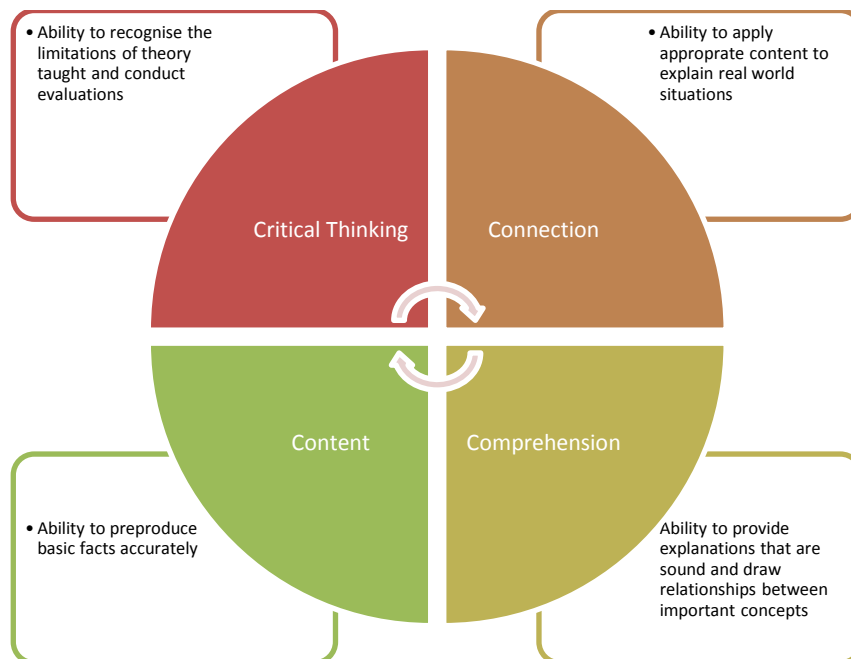 • Ability to recognise the
limitations of theory
taught and conduct
evaluations
• Ability to apply
approprate content to
explain real world
situations
Critical Thinking
Connection
Content
Comprehension
• Ability to preproduce
basic facts accurately
Ability to provide
explanations that are
sound and draw
relationships between
important concepts